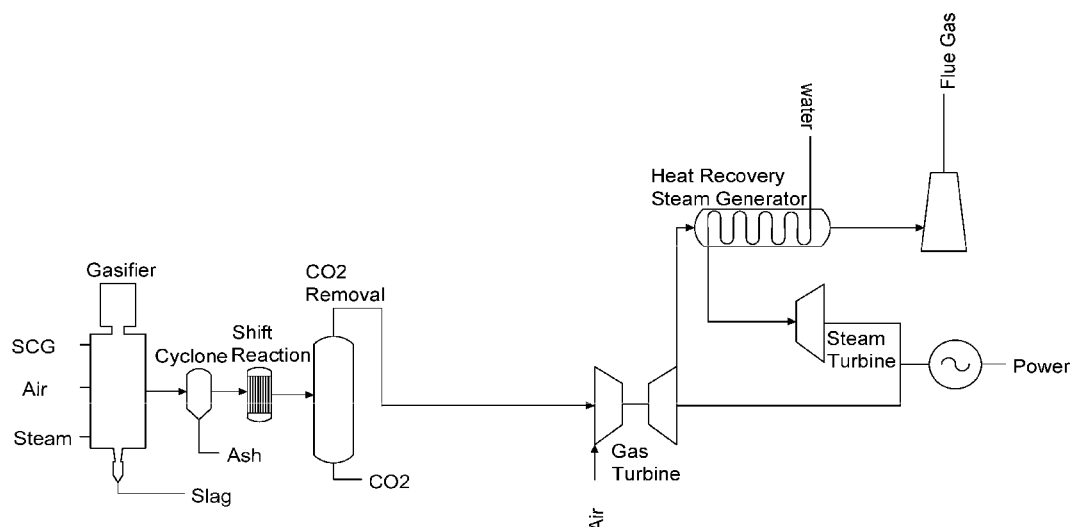 Flue Gas
water
Heat Recovery
Steam Generator
Gasifier
CO2
Removal
SCG
Cyclone
Shift
Reaction
Steam
Turbine
Air
Power
Steam
Ash
Gas
Turbine
CO2
Slag
Air